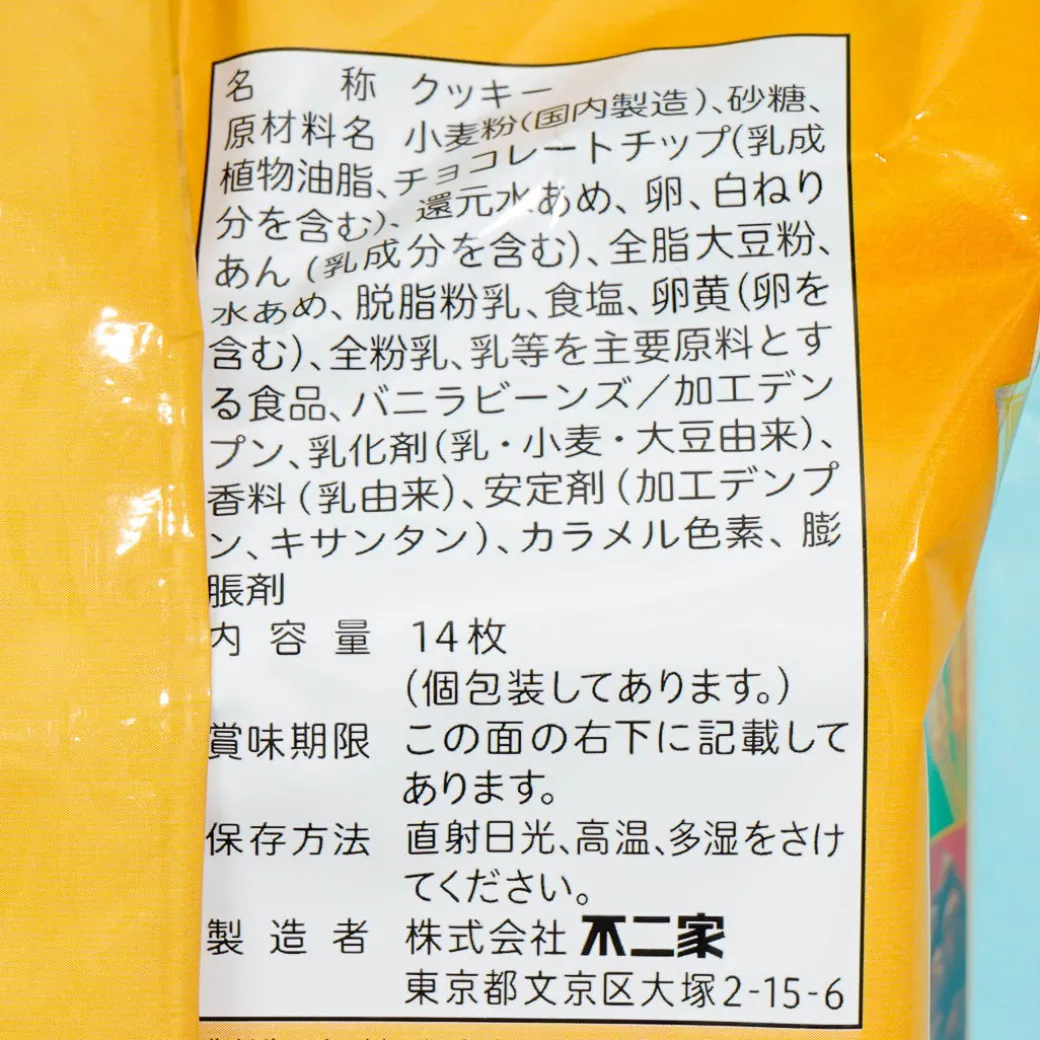 名称 クッキー
原材料名 小麦粉(国内製造)、砂糖、
植物油脂、チョコレートチップ(乳成
分を含む)、還元水あめ、卵、白ねり
あん(乳成分を含む)、全脂大豆粉、
水あめ、脱脂粉乳、食塩、卵黄(卵を
含む)、全粉乳、乳等を主要原料とす
る食品、バニラビーンズ/加工デン
プン、乳化剤(乳・小麦・大豆由来)、
香料(乳由来)、安定剤(加工デンプ
ン、キサンタン)、カラメル色素、膨
脹剤
内容量 14枚
(個包装してあります。)
賞味期限 この面の右下に記載して
あります。
保存方法 直射日光、高温、多湿をさけ
てください。
製造者 株式会社 不二家
東京都文京区大塚2-15-6